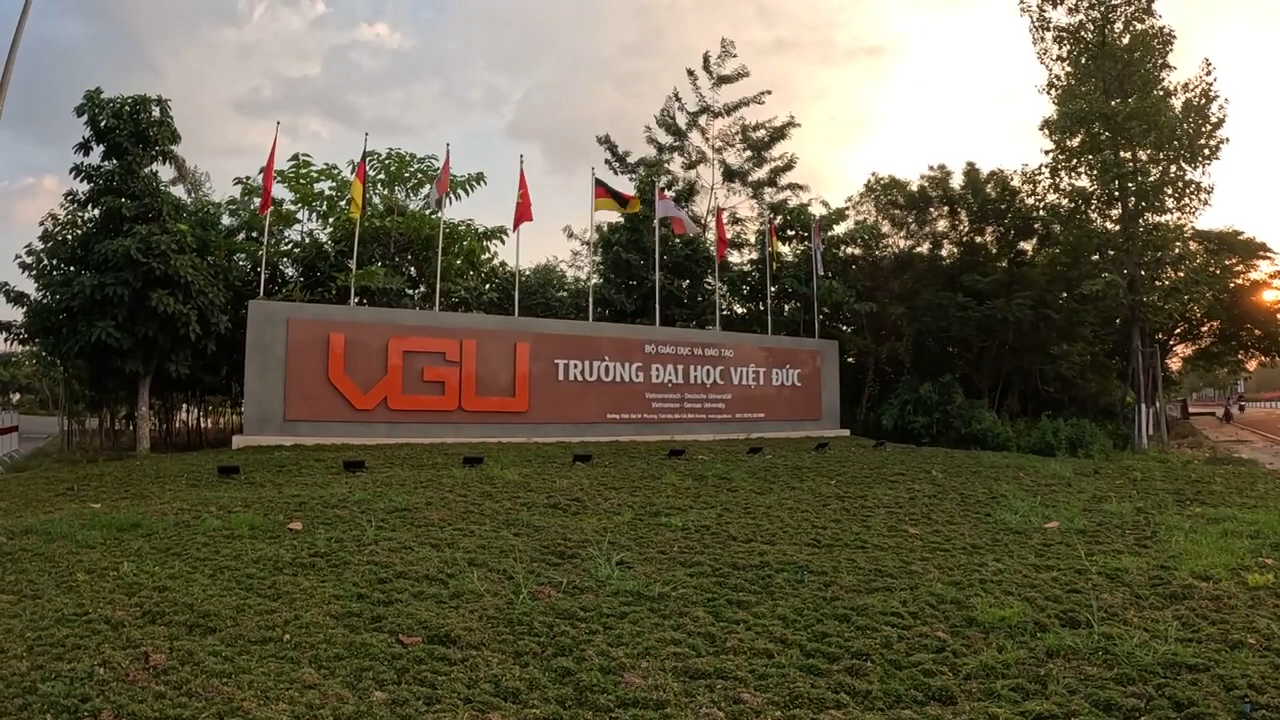 VGU
BỘ GIÁO DỤC VÀ ĐÀO TẠO
TRƯỜNG ĐẠI HỌC VIỆT ĐỨC
Vietnamesisch - Deutsche Universität
Vietnamese - German University